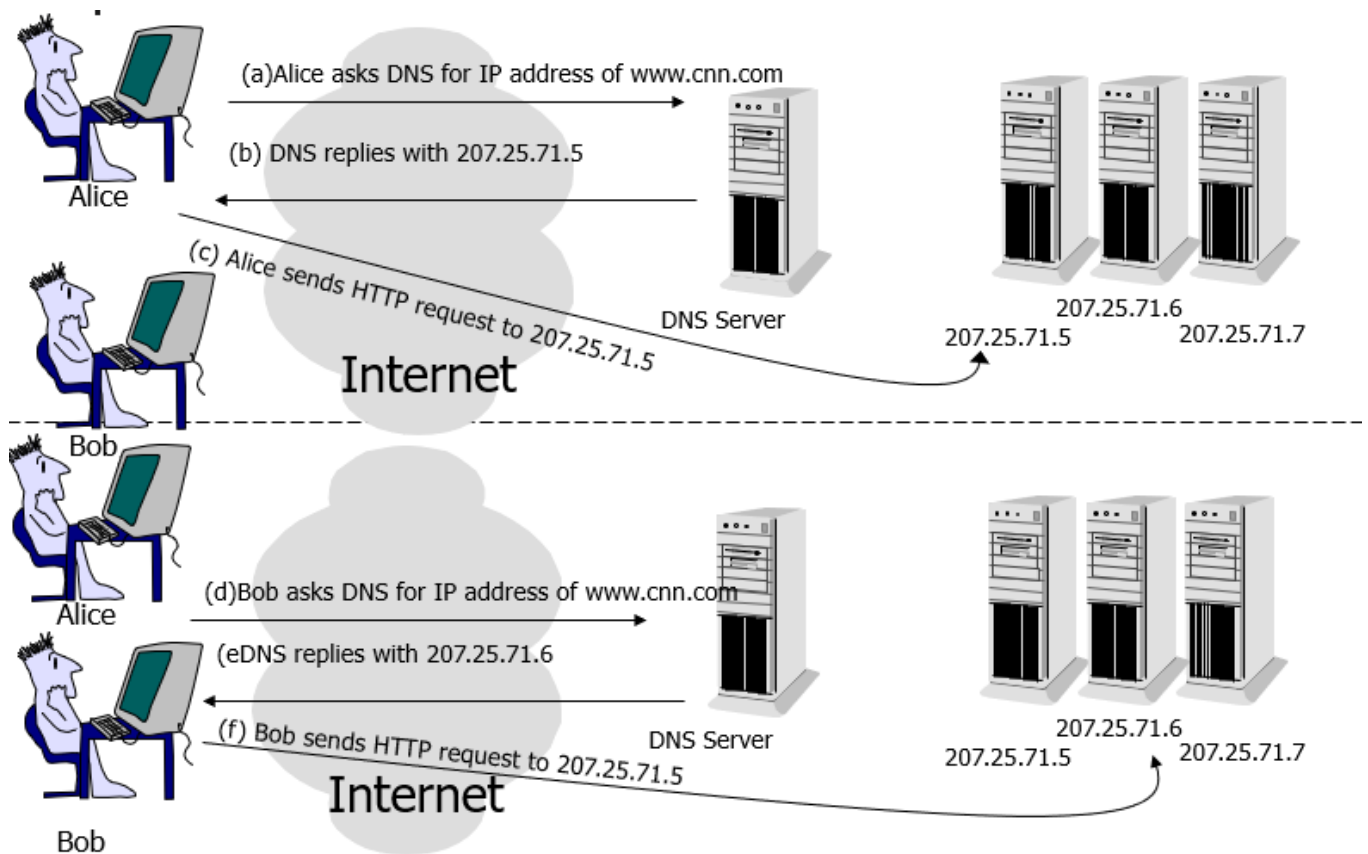 (a)Alice asks DNS for IP address of www.cnn.com
(b) DNS replies with 207.25.71.5
Alice
(c) Alice sends HTTP request to 207.25.71.5
DNS Server
207.25.71.6
207.25.71.5
207.25.71.7
Internet
Bob
Alice
(d)Bob asks DNS for IP address of www.cnn.com
(eDNS replies with 207.25.71.6
(f) Bob sends HTTP request to 207.25.71.5
DNS Server
207.25.71.6
207.25.71.5
207.25.71.7
Internet
Bob